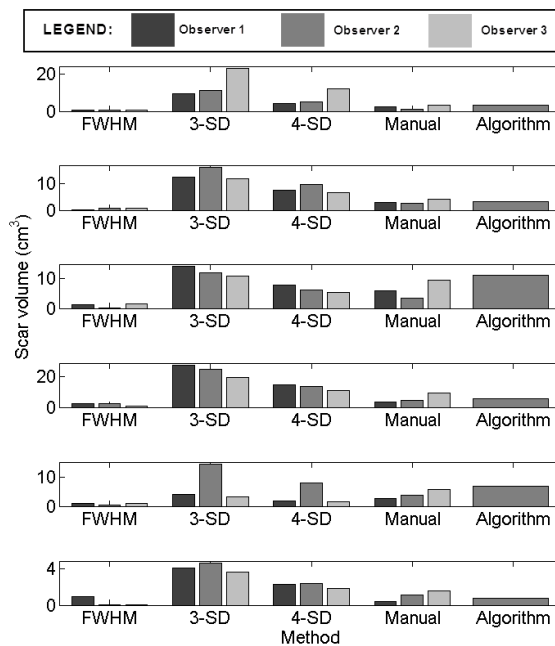 LEGEND: Observer 1 Observer 2 Observer 3
20
0
FWHM 3-SD 4-SD Manual Algorithm
10
0
FWHM 3-SD 4-SD Manual Algorithm
10
0
FWHM 3-SD 4-SD Manual Algorithm
20
0
FWHM 3-SD 4-SD Manual Algorithm
10
0
FWHM 3-SD 4-SD Manual Algorithm
4
2
0
FWHM 3-SD 4-SD Manual Algorithm
Method
Scar volume (cm³)